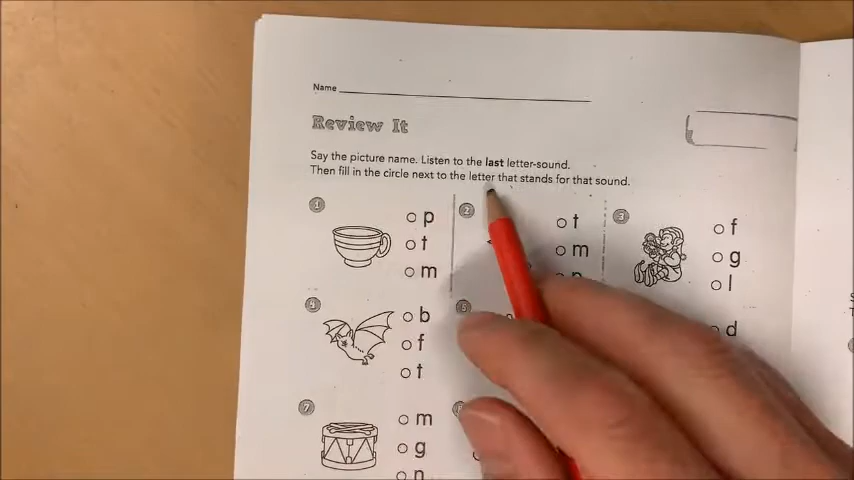 Name
Review It
Say the picture name. Listen to the last letter-sound.
Then fill in the circle next to the letter that stands for that sound.
1
p
t
m
2
t
m
3
f
g
l
4
b
f
t
5
d
7
m
g
n